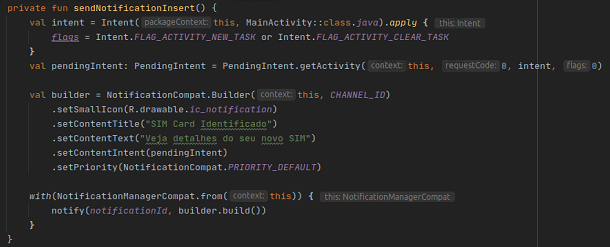 private fun sendNotificationInsert() {
val intent = Intent( packageContext: this, MainActivity::class.java).apply { this: Intent
flags = Intent.FLAG_ACTIVITY_NEW_TASK or Intent.FLAG_ACTIVITY_CLEAR_TASK
}
val pendingIntent: PendingIntent = PendingIntent.getActivity( context: this, requestCode: 0, intent, flags: 0)
val builder = NotificationCompat.Builder( context: this, CHANNEL_ID)
.setSmallIcon(R.drawable.ic_notification)
.setContentTitle("SIM Card Identificado")
.setContentText("Veja detalhes do seu novo SIM")
.setContentIntent(pendingIntent)
.setPriority(NotificationCompat.PRIORITY_DEFAULT)
with(NotificationManagerCompat.from( context: this)) { this: NotificationManagerCompat
notify(notificationId, builder.build())
}
}